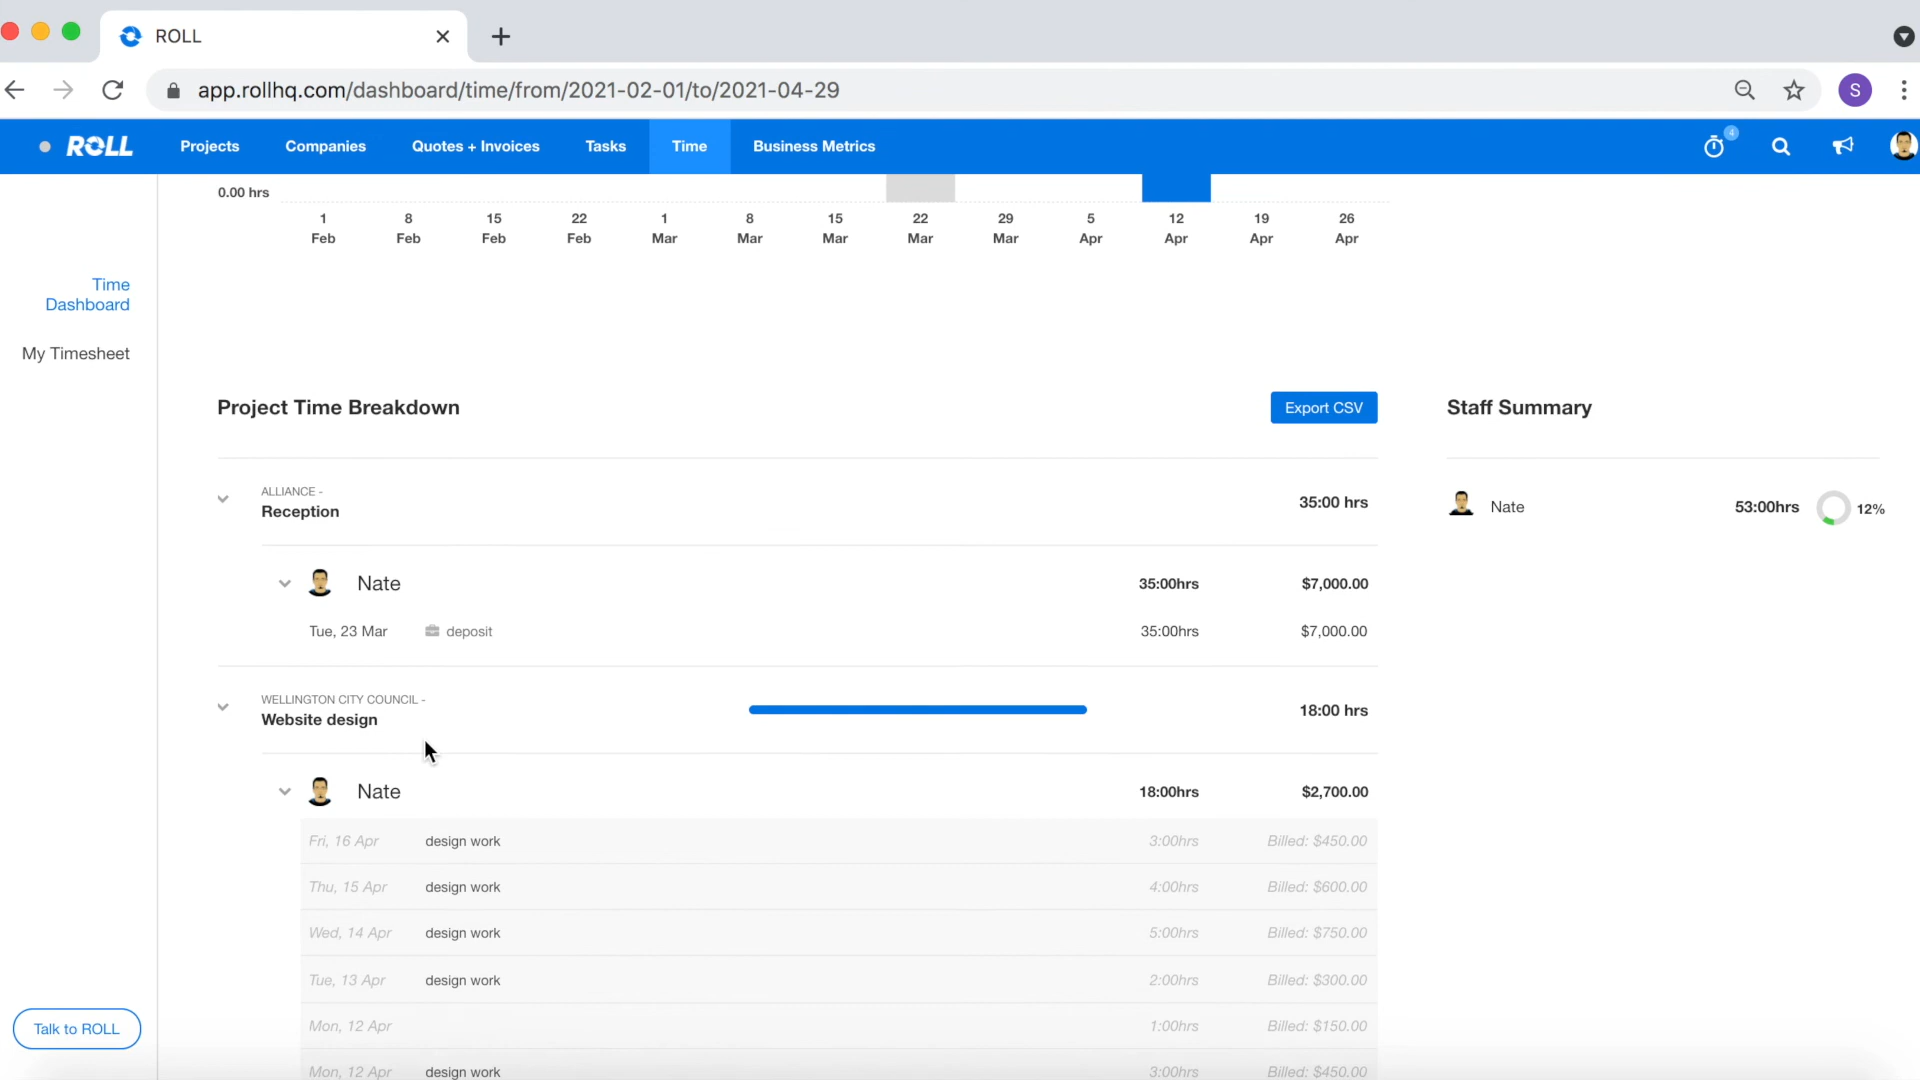 ROLL
app.rollhq.com/dashboard/time/from/2021-02-01/to/2021-04-29
S
ROLL Projects Companies Quotes + Invoices Tasks Time Business Metrics 4
0.00 hrs
1 8 15 22 1 8 15 22 29 5 12 19 26
Feb Feb Feb Feb Mar Mar Mar Mar Mar Apr Apr Apr Apr
Time
Dashboard
My Timesheet
Project Time Breakdown Export CSV Staff Summary
ALLIANCE -
Reception 35:00 hrs
Nate 53:00hrs 12%
Nate 35:00hrs $7,000.00
Tue, 23 Mar deposit 35:00hrs $7,000.00
WELLINGTON CITY COUNCIL -
Website design 18:00 hrs
Nate 18:00hrs $2,700.00
Fri, 16 Apr design work 3:00hrs Billed: $450.00
Thu, 15 Apr design work 4:00hrs Billed: $600.00
Wed, 14 Apr design work 5:00hrs Billed: $750.00
Tue, 13 Apr design work 2:00hrs Billed: $300.00
Mon, 12 Apr 1:00hrs Billed: $150.00
Mon, 12 Apr design work 3:00hrs Billed: $450.00
Talk to ROLL